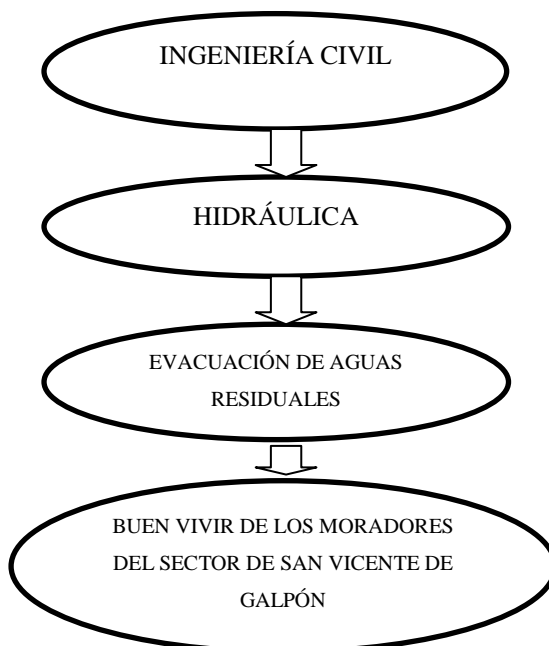 INGENIERÍA CIVIL
HIDRÁULICA
EVACUACIÓN DE AGUAS
RESIDUALES
BUEN VIVIR DE LOS MORADORES
DEL SECTOR DE SAN VICENTE DE
GALPÓN